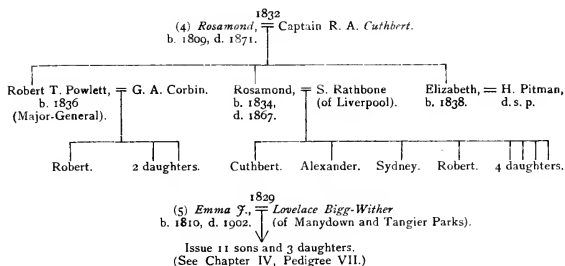 1832
(4) Rosamond, = Captain R. A. Cuthbert.
b. 1809, d. 1871.
Robert T. Powlett, = G. A. Corbin.
b. 1836
(Major-General).
Rosamond, = S. Rathbone
b. 1834, (of Liverpool).
d. 1867.
Elizabeth, = H. Pitman,
b. 1838. d. s. p.
Robert. 2 daughters. Cuthbert. Alexander. Sydney. Robert. 4 daughters.
1829
(5) Emma J., = Lovelace Bigg-Wither
b. 1810, d. 1902. (of Manydown and Tangier Parks).
Issue 11 sons and 3 daughters.
(See Chapter IV, Pedigree VII.)